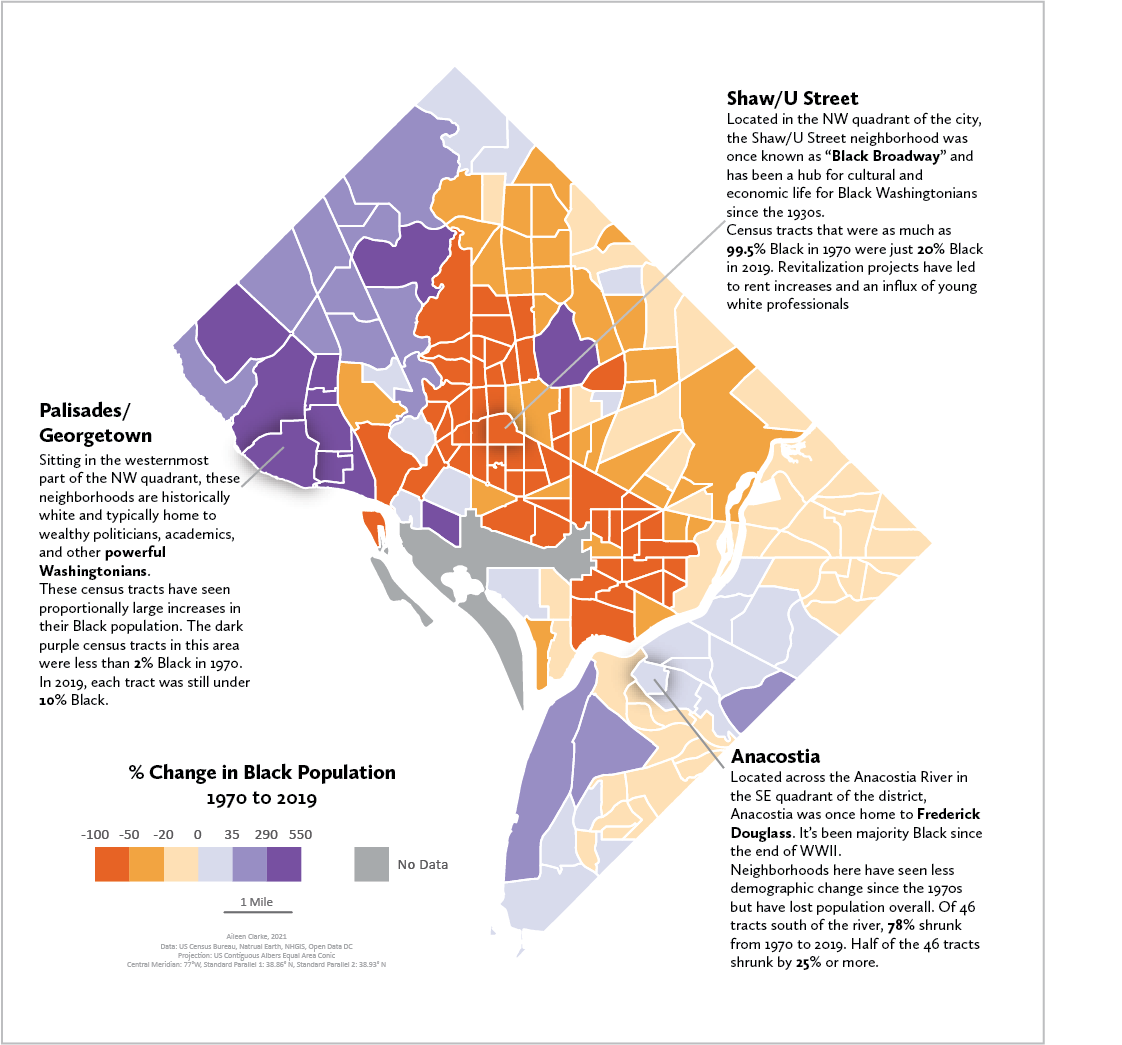 Shaw/U Street
Located in the NW quadrant of the city,
the Shaw/U Street neighborhood was
once known as “Black Broadway” and
has been a hub for cultural and
economic life for Black Washingtonians
since the 1930s.
Census tracts that were as much as
99.5% Black in 1970 were just 20% Black
in 2019. Revitalization projects have led
to rent increases and an influx of young
white professionals
Palisades/
Georgetown
Sitting in the westernmost
part of the NW quadrant, these
neighborhoods are historically
white and typically home to
wealthy politicians, academics,
and other powerful
Washingtonians.
These census tracts have seen
proportionally large increases in
their Black population. The dark
purple census tracts in this area
were less than 2% Black in 1970.
In 2019, each tract was still under
10% Black.
Anacostia
Located across the Anacostia River in
the SE quadrant of the district,
Anacostia was once home to Frederick
Douglass. It’s been majority Black since
the end of WWII.
Neighborhoods here have seen less
demographic change since the 1970s
but have lost population overall. Of 46
tracts south of the river, 78% shrunk
from 1970 to 2019. Half of the 46 tracts
shrunk by 25% or more.
% Change in Black Population
1970 to 2019
-100 -50 -20 0 35 290 550
No Data
1 Mile
Aileen Clarke, 2021
Data: US Census Bureau, Natrual Earth, NHGIS, Open Data DC
Projection: US Contiguous Albers Equal Area Conic
Central Meridian: 77°W, Standard Parallel 1: 38.86° N, Standard Parallel 2: 38.93° N